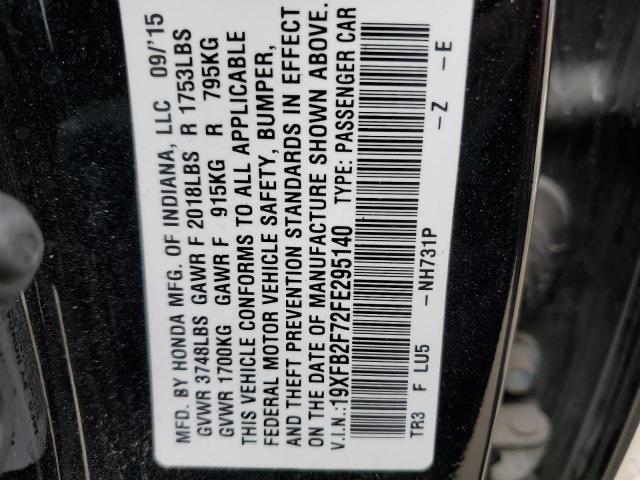 MFD. BY HONDA MFG. OF INDIANA, LLC 09/'15
GVWR 3748LBS GAWR F 2018LBS R 1753LBS
GVWR 1700KG GAWR F 915KG R 795KG
THIS VEHICLE CONFORMS TO ALL APPLICABLE
FEDERAL MOTOR VEHICLE SAFETY, BUMPER,
AND THEFT PREVENTION STANDARDS IN EFFECT
ON THE DATE OF MANUFACTURE SHOWN ABOVE.
V.I.N.:19XFB2F72FE295140 TYPE: PASSENGER CAR
TR3 F LU5 -NH731P -Z -E